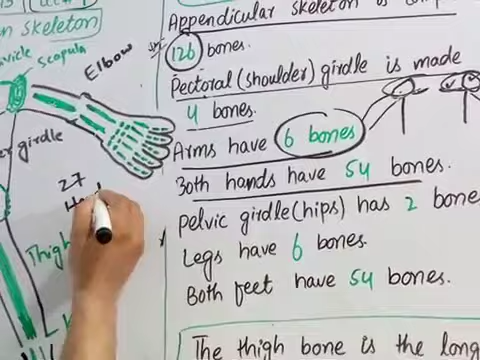 skeleton
scapula
Elbow
girdle
27
Appendicular skeleton is
126 bones.
Pectoral (shoulder) girdle is made
4 bones.
Arms have 6 bones
Both hands have 54 bones.
Pelvic girdle(hips) has 2 bone
Legs have 6 bones.
Both feet have 54 bones.
The thigh bone is the long
Thigh